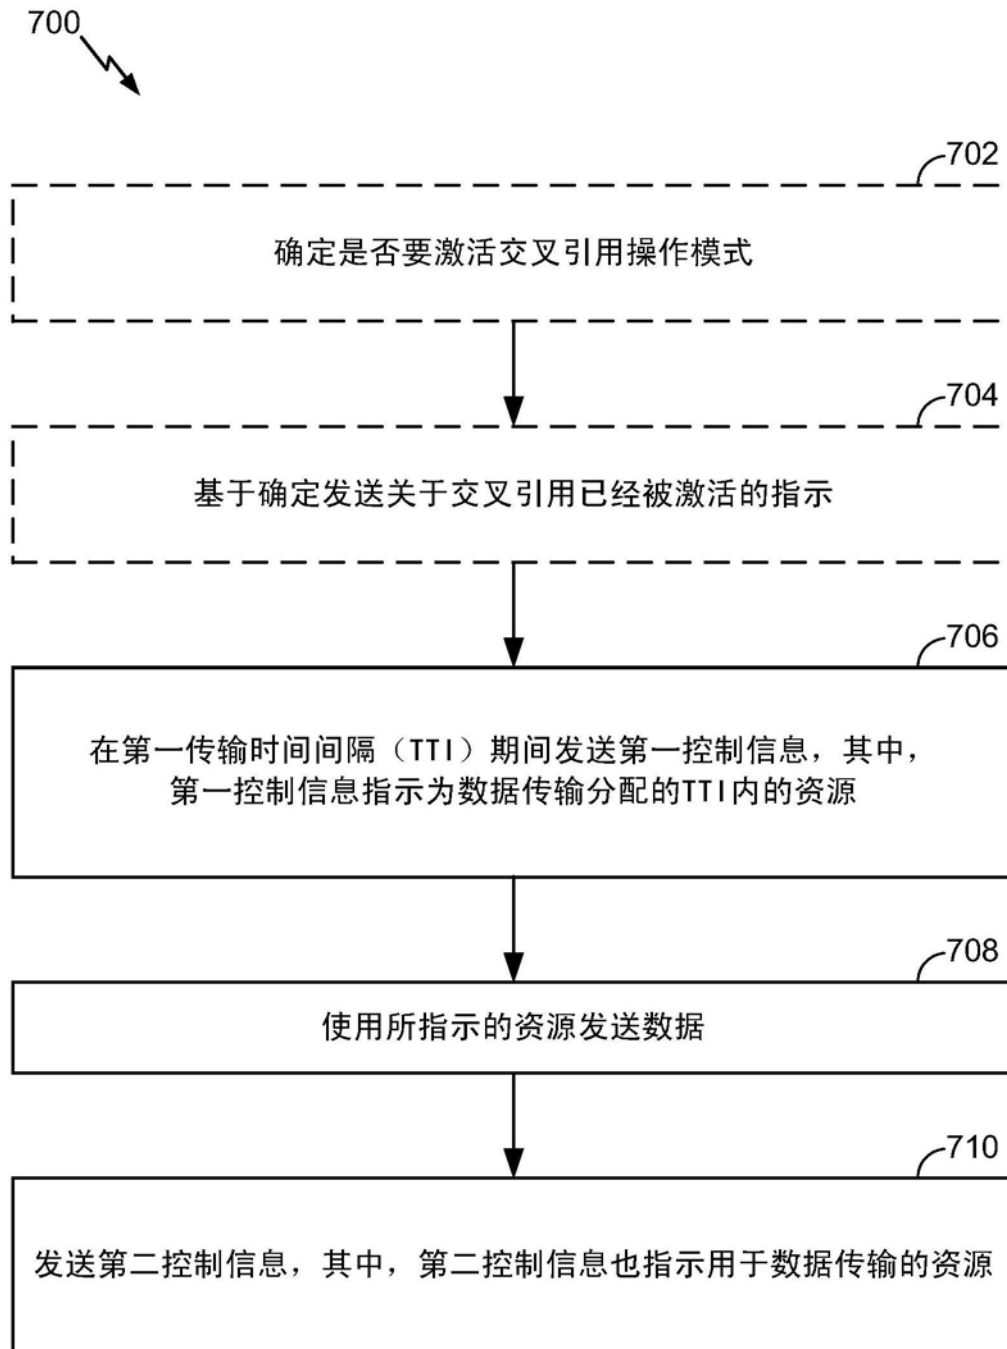 700
702
确定是否要激活交叉引用操作模式
704
基于确定发送关于交叉引用已经被激活的指示
706
在第一传输时间间隔（TTI）期间发送第一控制信息，其中，
第一控制信息指示为数据传输分配的TTI内的资源
708
使用所指示的资源发送数据
710
发送第二控制信息，其中，第二控制信息也指示用于数据传输的资源